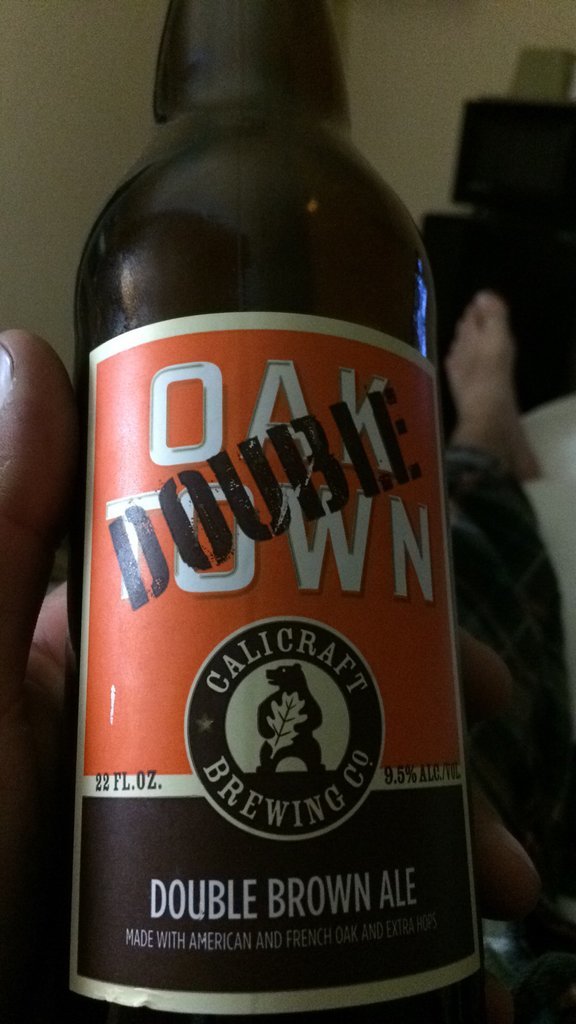 OAK
DOUBLE
TOWN
CALICRAFT
BREWING CO
22 FL.OZ.
9.5% ALC./VOL.
DOUBLE BROWN ALE
MADE WITH AMERICAN AND FRENCH OAK AND EXTRA HOPS